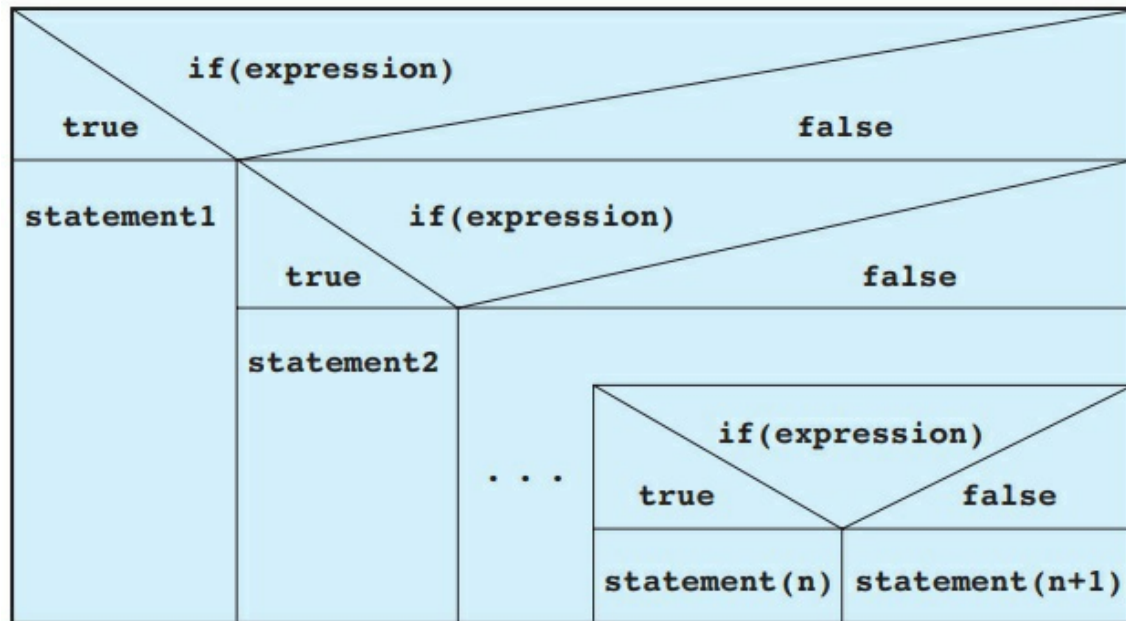 if(expression)
true false
statement1
if(expression)
true false
statement2
if(expression)
. . .
true false
statement(n) statement(n+1)